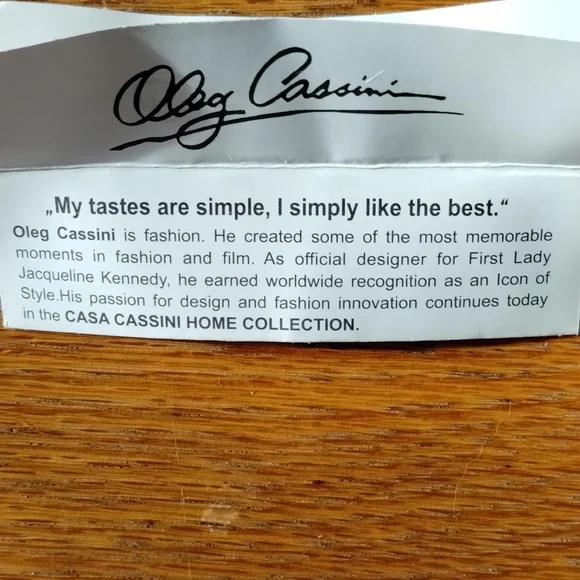 Oleg Cassini
„My tastes are simple, I simply like the best.“
Oleg Cassini is fashion. He created some of the most memorable
moments in fashion and film. As official designer for First Lady
Jacqueline Kennedy, he earned worldwide recognition as an Icon of
Style.His passion for design and fashion innovation continues today
in the CASA CASSINI HOME COLLECTION.